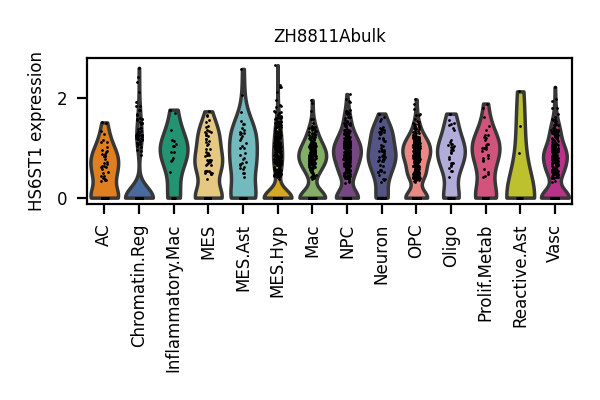 ZH8811Abulk
HS6ST1 expression
2
0
AC
Chromatin.Reg
Inflammatory.Mac
MES
MES.Ast
MES.Hyp
Mac
NPC
Neuron
OPC
Oligo
Prolif.Metab
Reactive.Ast
Vasc